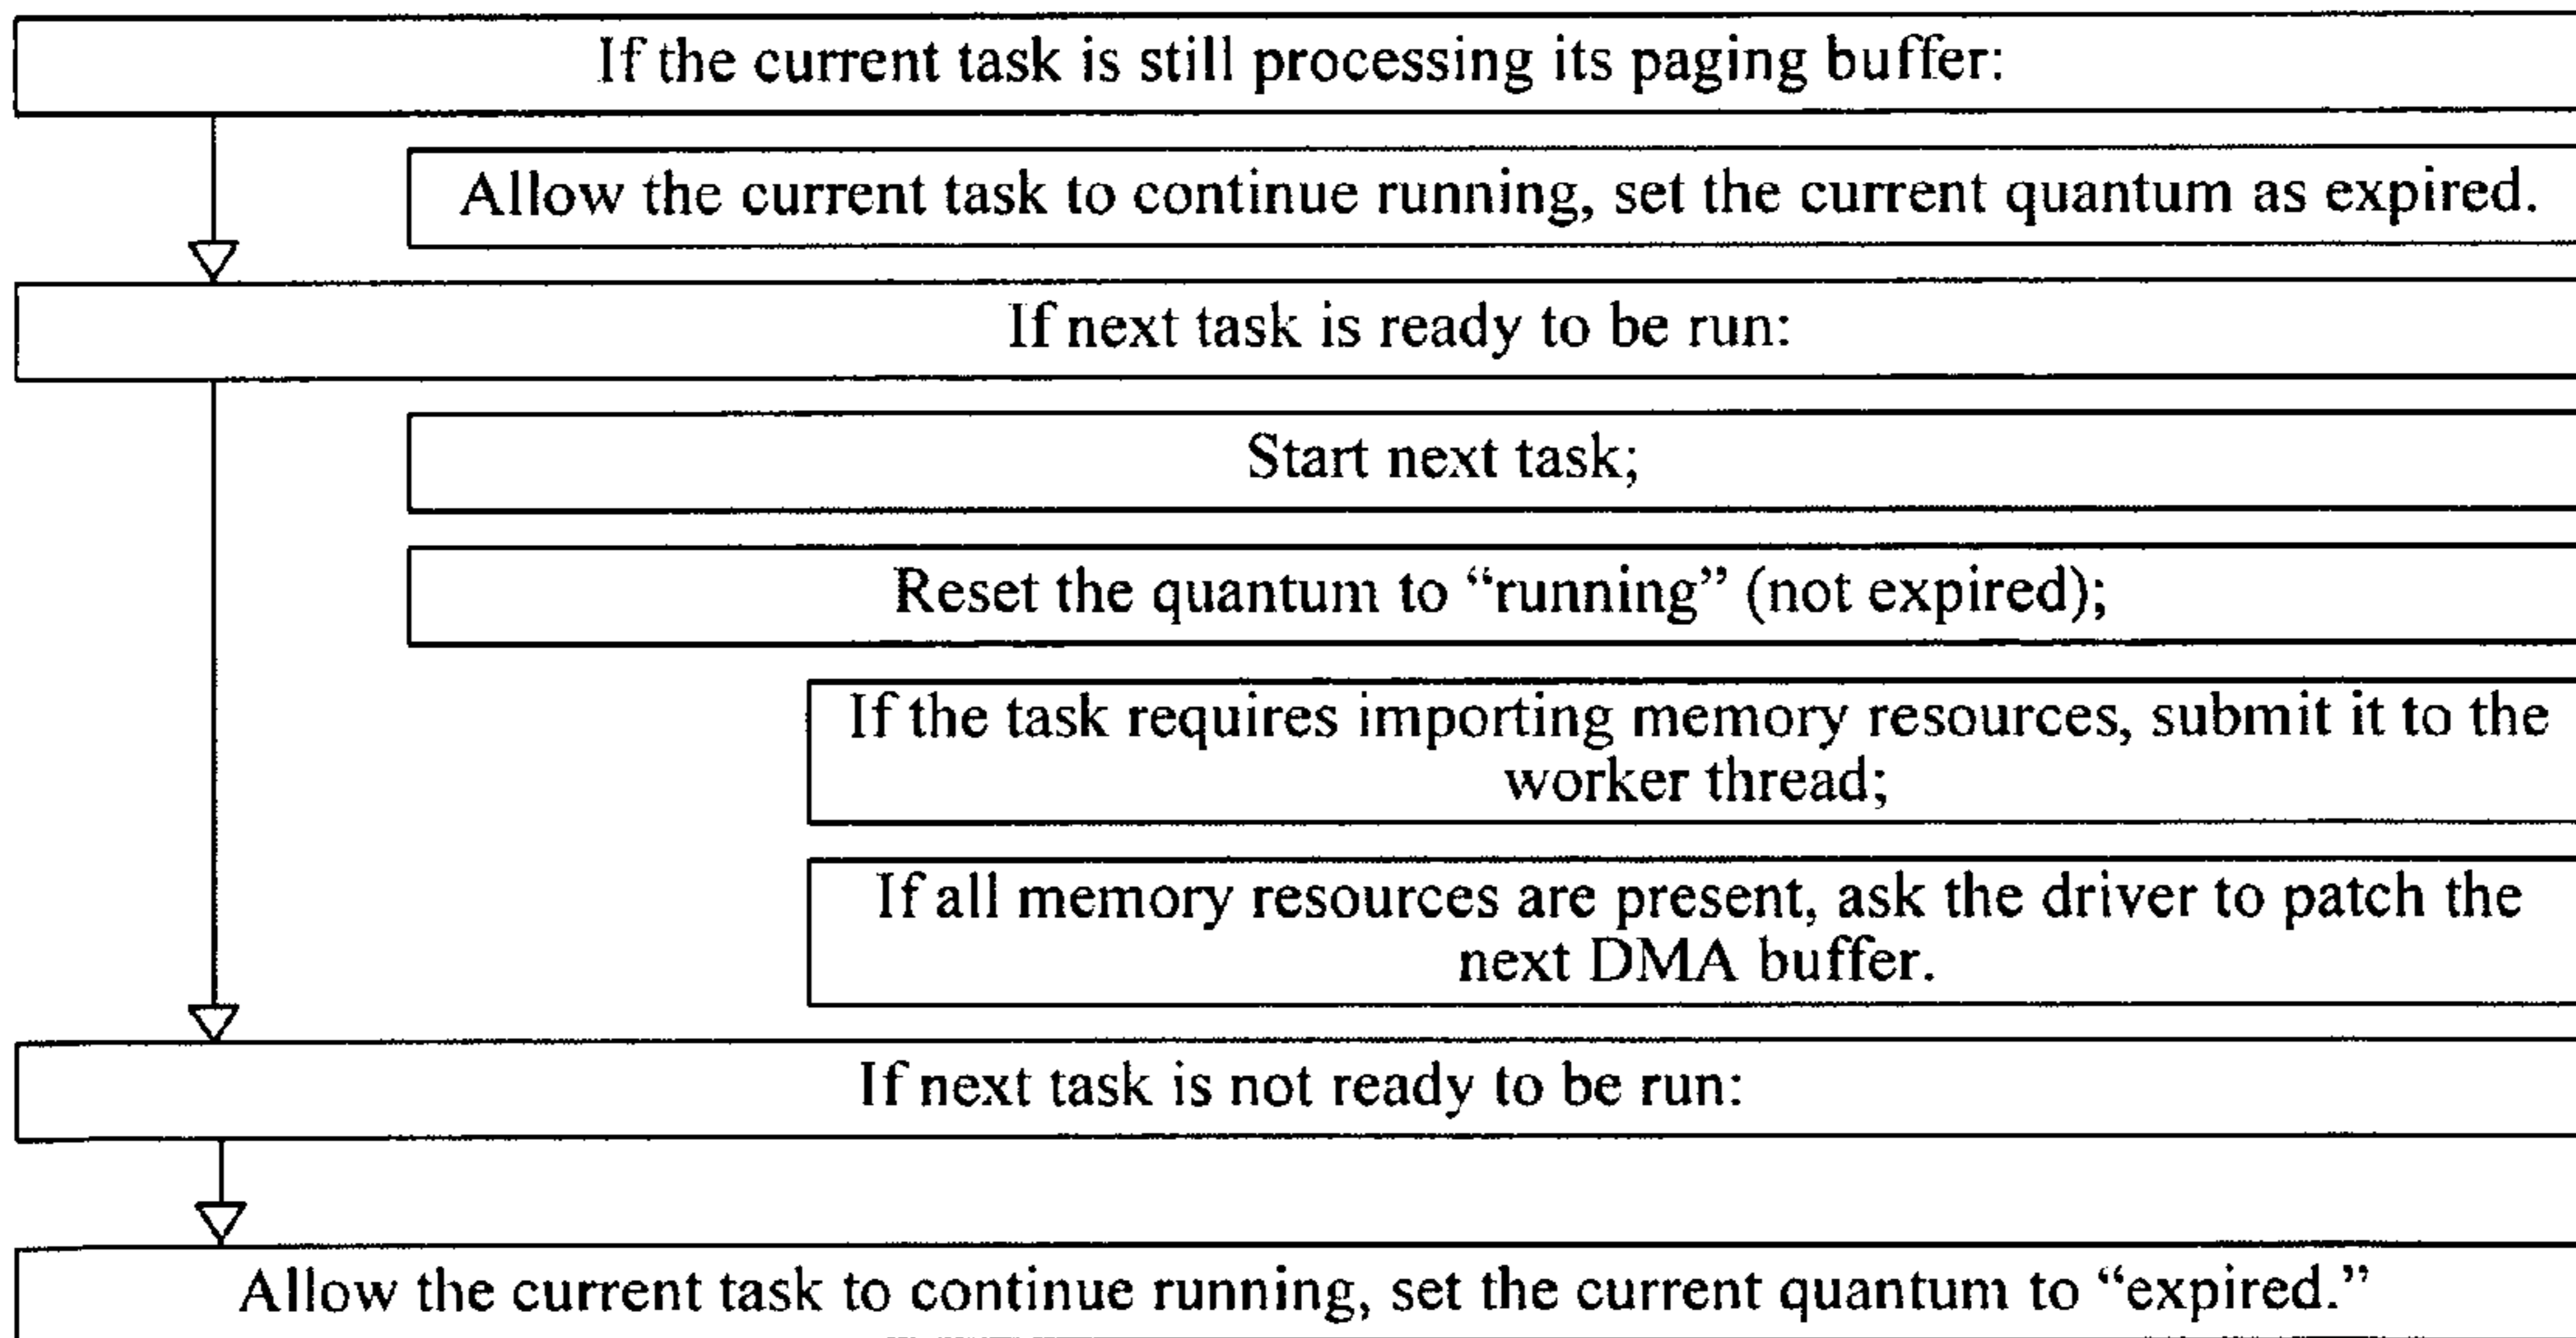 If the current task is still processing its paging buffer:
Allow the current task to continue running, set the current quantum as expired.
If next task is ready to be run:
Start next task;
Reset the quantum to “running” (not expired);
If the task requires importing memory resources, submit it to the
worker thread;
If all memory resources are present, ask the driver to patch the
next DMA buffer.
If next task is not ready to be run:
Allow the current task to continue running, set the current quantum to “expired.”